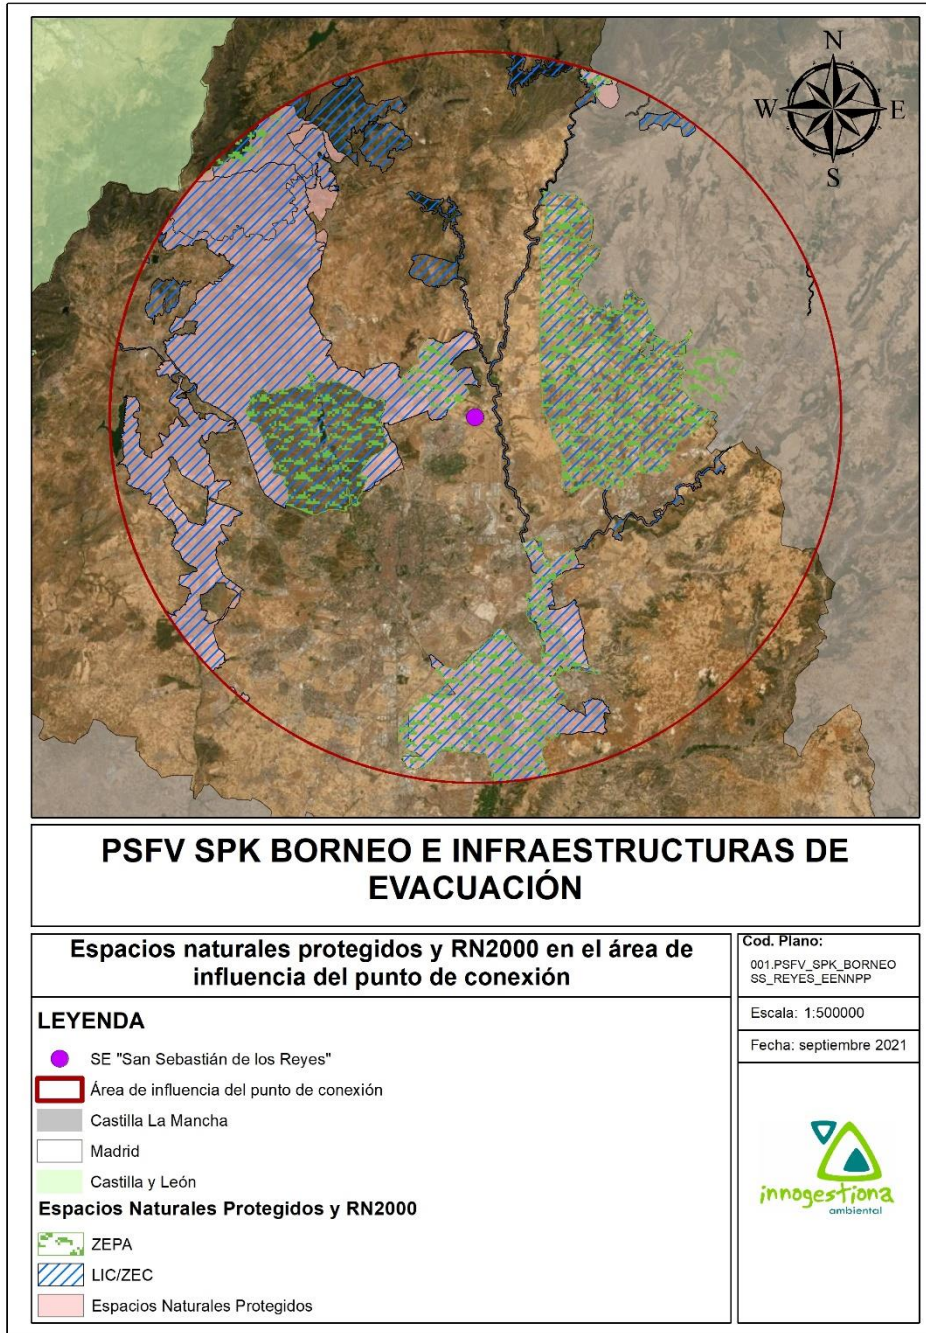 N
W E
S
PSFV SPK BORNEO E INFRAESTRUCTURAS DE
EVACUACIÓN
Espacios naturales protegidos y RN2000 en el área de
influencia del punto de conexión
Cod. Plano:
001.PSFV_SPK_BORNEO
SS_REYES_EENNPP
Escala: 1:500000
Fecha: septiembre 2021
LEYENDA
SE "San Sebastián de los Reyes"
Área de influencia del punto de conexión
Castilla La Mancha
Madrid
Castilla y León
Espacios Naturales Protegidos y RN2000
ZEPA
LIC/ZEC
Espacios Naturales Protegidos
innogestiona
ambiental